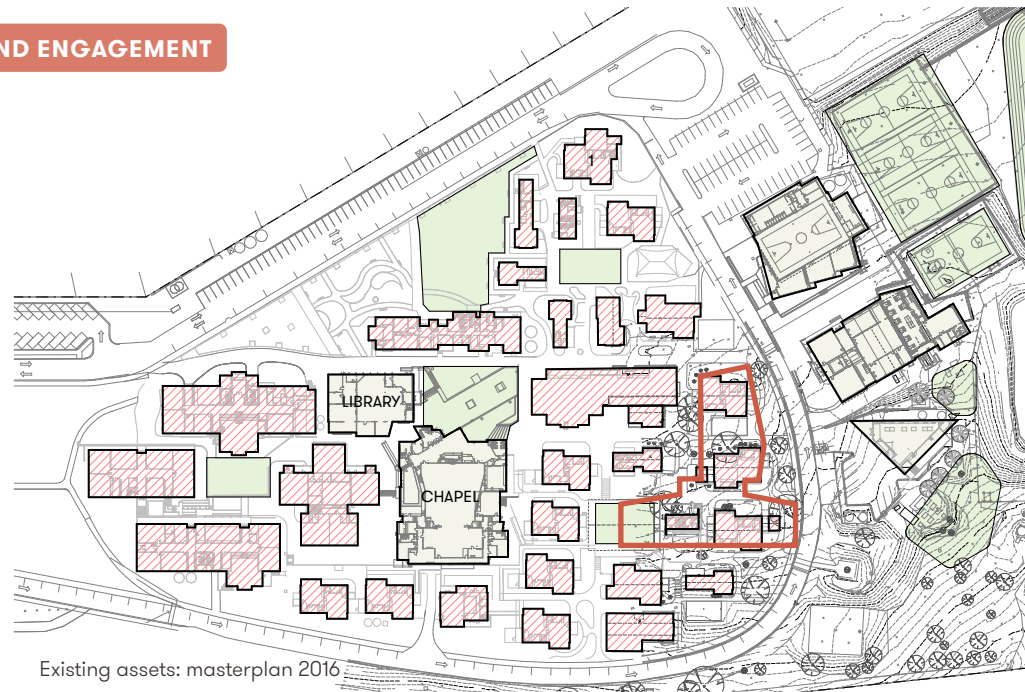 ND ENGAGEMENT
1
LIBRARY
CHAPEL
Existing assets: masterplan 2016